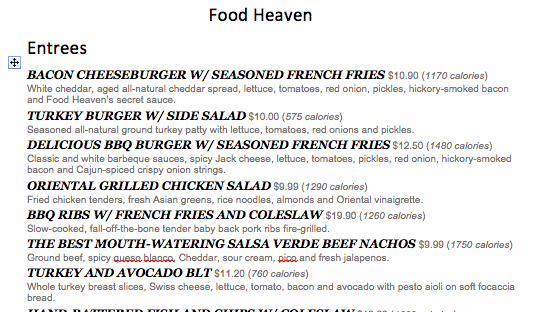 Food Heaven
Entrees
BACON CHEESEBURGER W/ SEASONED FRENCH FRIES $10.90 (1170 calories)
White cheddar, aged all-natural cheddar spread, lettuce, tomatoes, red onion, pickles, hickory-smoked bacon
and Food Heaven's secret sauce.
TURKEY BURGER W/ SIDE SALAD $10.00 (575 calories)
Seasoned all-natural ground turkey patty with lettuce, tomatoes, red onions and pickles.
DELICIOUS BBQ BURGER W/ SEASONED FRENCH FRIES $12.50 (1480 calories)
Classic and white barbeque sauces, spicy Jack cheese, lettuce, tomatoes, pickles, red onion, hickory-smoked
bacon and Cajun-spiced crispy onion strings.
ORIENTAL GRILLED CHICKEN SALAD $9.99 (1290 calories)
Fried chicken tenders, fresh Asian greens, rice noodles, almonds and Oriental vinaigrette.
BBQ RIBS W/ FRENCH FRIES AND COLESLAW $19.90 (1260 calories)
Slow-cooked, fall-off-the-bone tender baby back pork ribs fire-grilled.
THE BEST MOUTH-WATERING SALSA VERDE BEEF NACHOS $9.99 (1750 calories)
Ground beef, spicy queso blanco, Cheddar, sour cream, pico and fresh jalapenos.
TURKEY AND AVOCADO BLT $11.20 (760 calories)
Whole turkey breast slices, Swiss cheese, lettuce, tomato, bacon and avocado with pesto aioli on soft focaccia
bread.
HAND-BATTERED FISH AND CHIPS W/ COLESLAW